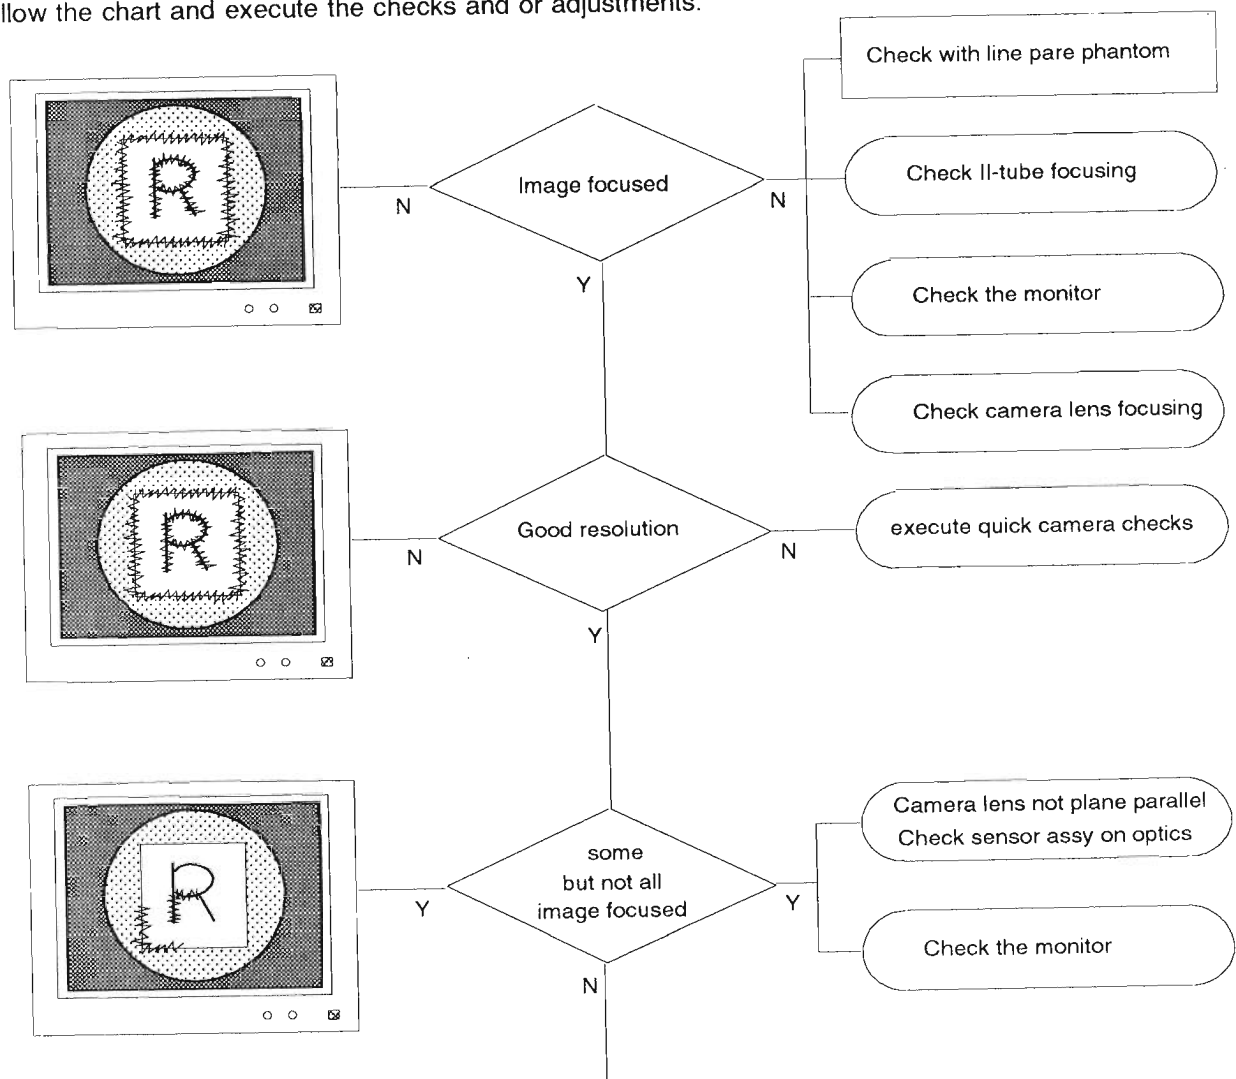 llow the chart and execute the checks and or adjustments.
Check with line pare phantom
R
Image focused
N
N
Check II-tube focusing
Y
Check the monitor
Check camera lens focusing
R
Good resolution
N
N
execute quick camera checks
Y
R
some
but not all
image focused
Y
Y
Camera lens not plane parallel
Check sensor assy on optics
Check the monitor
N